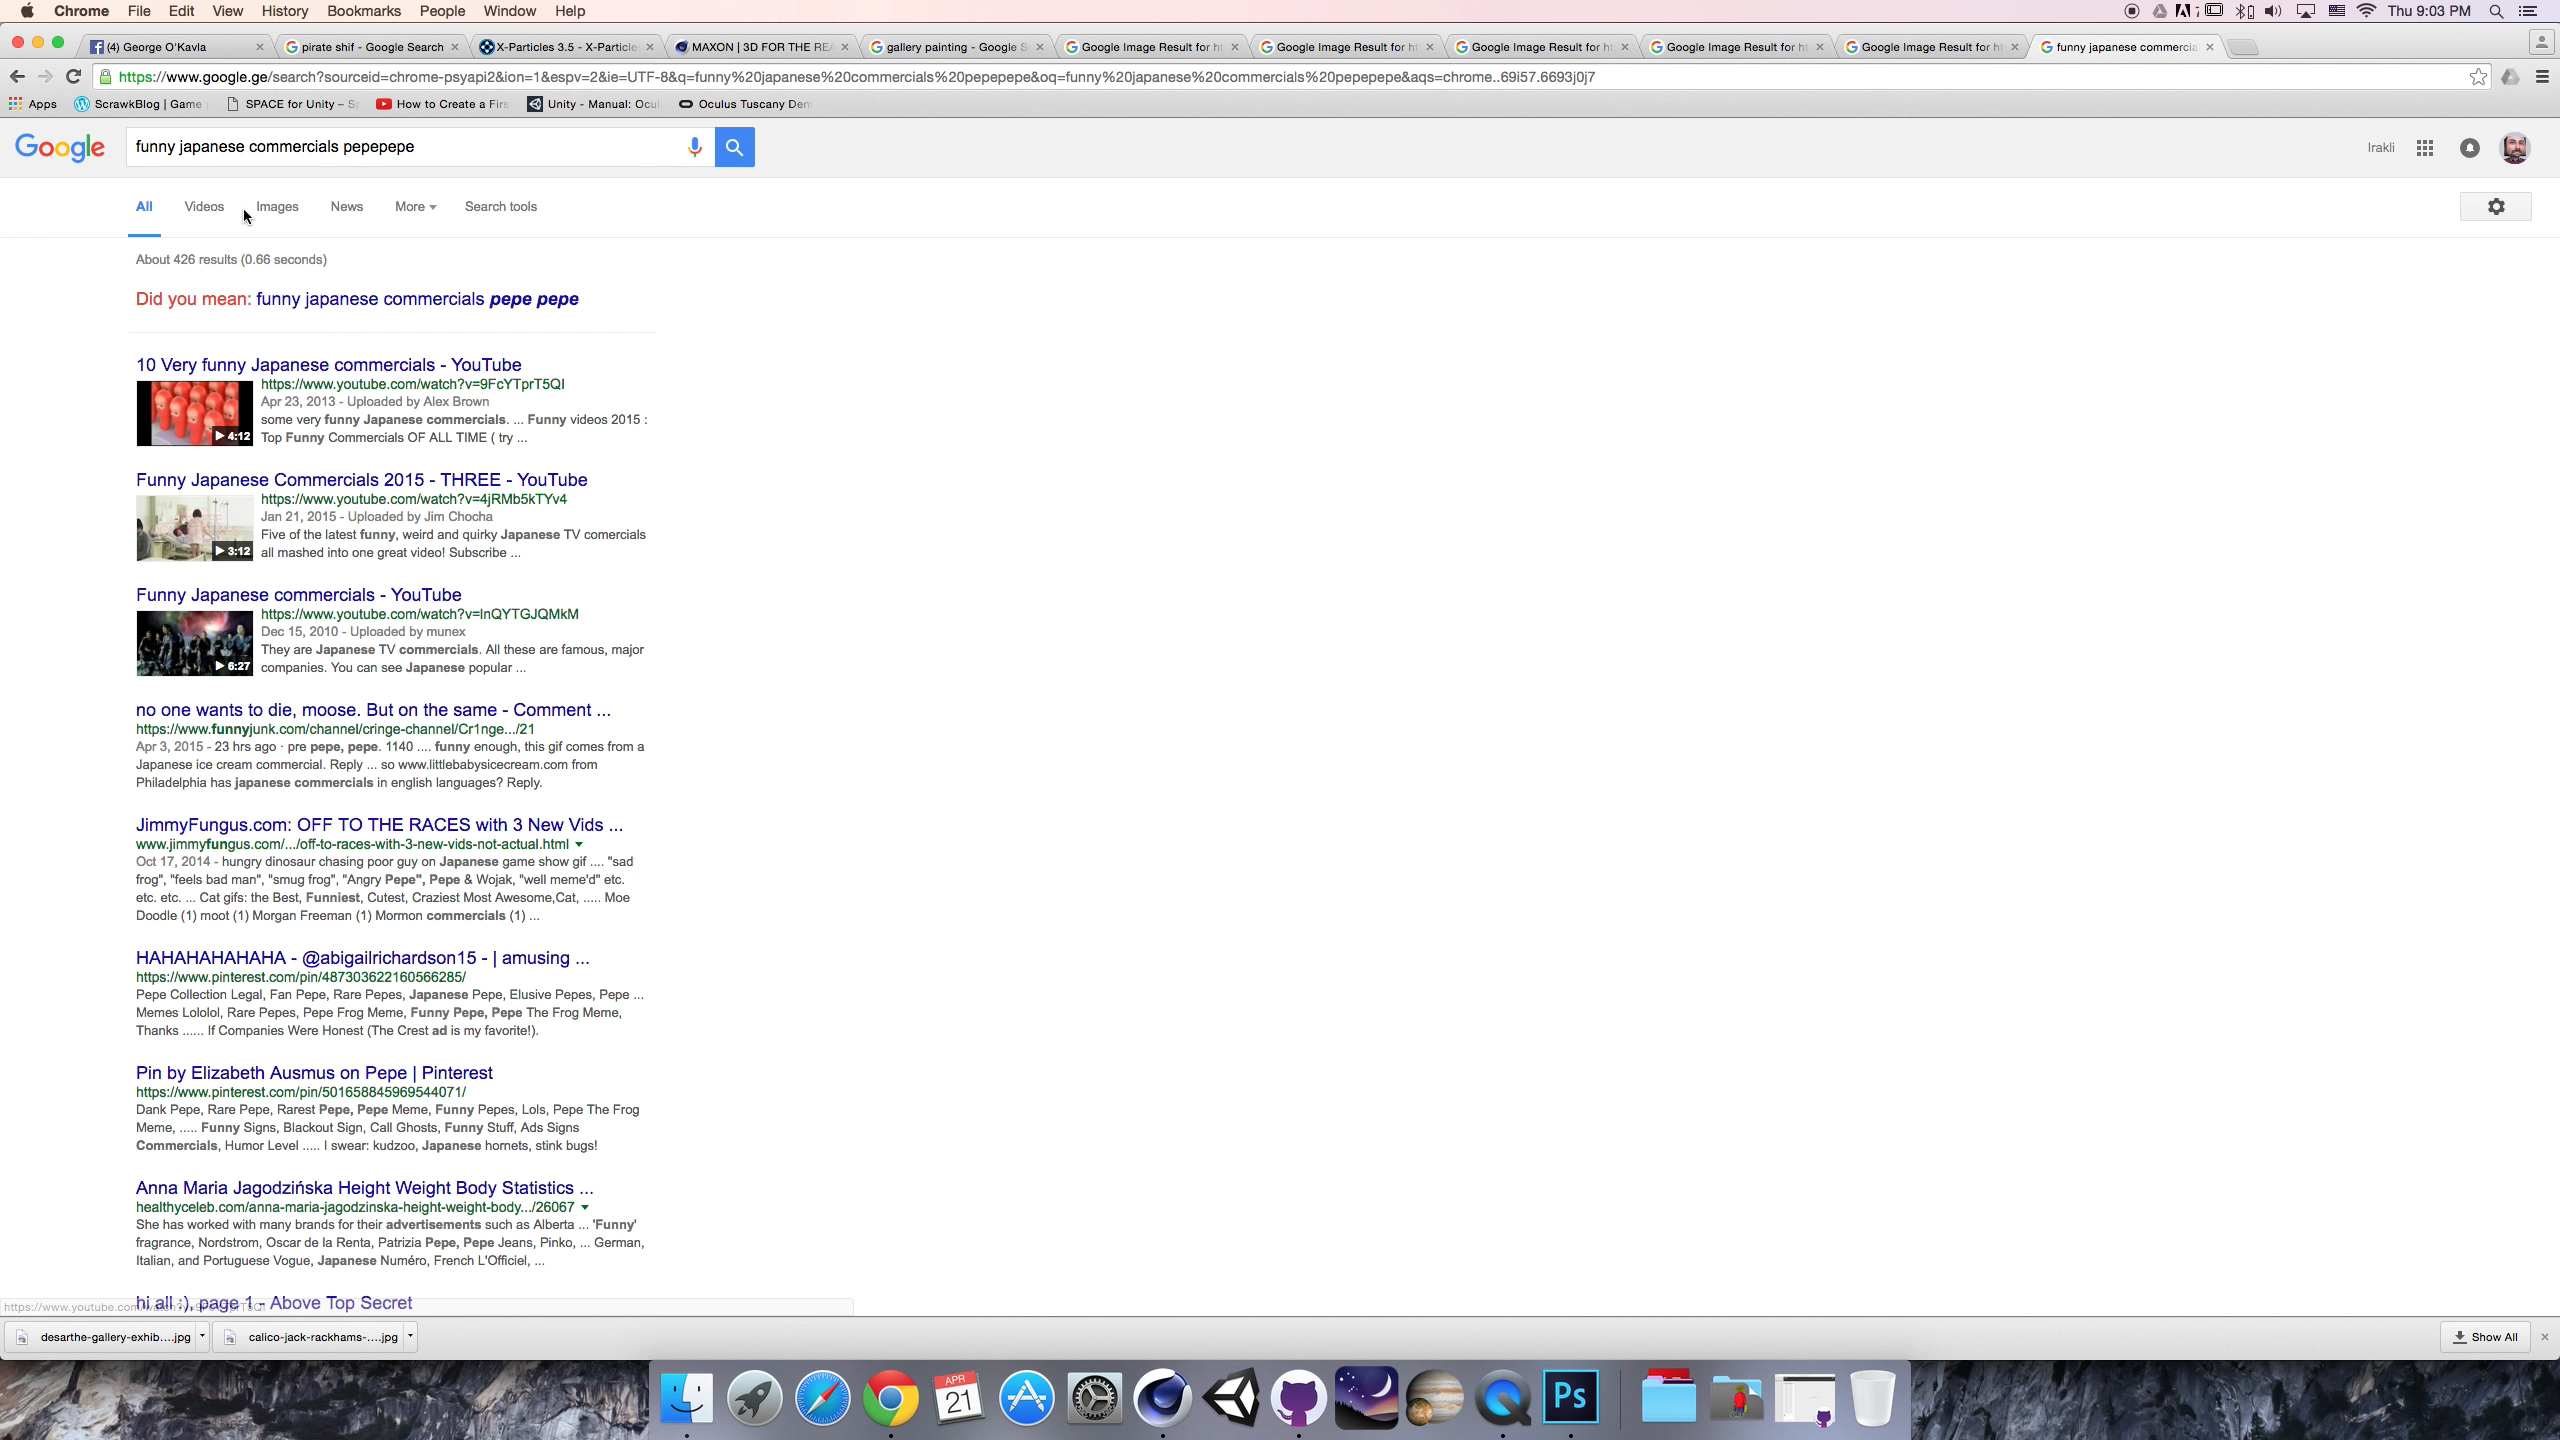 Chrome File Edit View History Bookmarks People Window Help Thu 9:03 PM
(4) George O'Kavla pirate shif - Google Search X-Particles 3.5 - X-Particle MAXON | 3D FOR THE RE gallery painting - Google S Google Image Result for ht Google Image Result for ht Google Image Result for ht Google Image Result for ht Google Image Result for ht funny japanese commercia
https://www.google.ge/search?sourceid=chrome-psyapi2&ion=1&espv=2&ie=UTF-8&q=funny%20japanese%20commercials%20pepepepe&oq=funny%20japanese%20commercials%20pepepepe&aqs=chrome..69i57.6693j0j7
Apps ScrawkBlog | Game SPACE for Unity – S How to Create a Firs Unity - Manual: Ocul Oculus Tuscany Dem
Google funny japanese commercials pepepepe Irakli
All Videos Images News More Search tools
About 426 results (0.66 seconds)
Did you mean: funny japanese commercials pepe pepe
10 Very funny Japanese commercials - YouTube
https://www.youtube.com/watch?v=9FcYTprT5QI
Apr 23, 2013 - Uploaded by Alex Brown
some very funny Japanese commercials. ... Funny videos 2015 :
4:12 Top Funny Commercials OF ALL TIME ( try ...
Funny Japanese Commercials 2015 - THREE - YouTube
https://www.youtube.com/watch?v=4jRMb5kTYv4
Jan 21, 2015 - Uploaded by Jim Chocha
Five of the latest funny, weird and quirky Japanese TV comercials
3:12 all mashed into one great video! Subscribe ...
Funny Japanese commercials - YouTube
https://www.youtube.com/watch?v=lnQYTGJQMkM
Dec 15, 2010 - Uploaded by munex
They are Japanese TV commercials. All these are famous, major
6:27 companies. You can see Japanese popular ...
no one wants to die, moose. But on the same - Comment ...
https://www.funnyjunk.com/channel/cringe-channel/Cr1nge.../21
Apr 3, 2015 - 23 hrs ago · pre pepe, pepe. 1140 .... funny enough, this gif comes from a
Japanese ice cream commercial. Reply ... so www.littlebabysicecream.com from
Philadelphia has japanese commercials in english languages? Reply.
JimmyFungus.com: OFF TO THE RACES with 3 New Vids ...
www.jimmyfungus.com/.../off-to-races-with-3-new-vids-not-actual.html
Oct 17, 2014 - hungry dinosaur chasing poor guy on Japanese game show gif .... "sad
frog", "feels bad man", "smug frog", "Angry Pepe", Pepe & Wojak, "well meme'd" etc.
etc. etc. ... Cat gifs: the Best, Funniest, Cutest, Craziest Most Awesome,Cat, ..... Moe
Doodle (1) moot (1) Morgan Freeman (1) Mormon commercials (1) ...
HAHAHAHAHAHA - @abigailrichardson15 - | amusing ...
https://www.pinterest.com/pin/487303622160566285/
Pepe Collection Legal, Fan Pepe, Rare Pepes, Japanese Pepe, Elusive Pepes, Pepe ...
Memes Lololol, Rare Pepes, Pepe Frog Meme, Funny Pepe, Pepe The Frog Meme,
Thanks ...... If Companies Were Honest (The Crest ad is my favorite!).
Pin by Elizabeth Ausmus on Pepe | Pinterest
https://www.pinterest.com/pin/501658845969544071/
Dank Pepe, Rare Pepe, Rarest Pepe, Pepe Meme, Funny Pepes, Lols, Pepe The Frog
Meme, ..... Funny Signs, Blackout Sign, Call Ghosts, Funny Stuff, Ads Signs
Commercials, Humor Level ..... I swear: kudzoo, Japanese hornets, stink bugs!
Anna Maria Jagodzińska Height Weight Body Statistics ...
healthyceleb.com/anna-maria-jagodzinska-height-weight-body.../26067
She has worked with many brands for their advertisements such as Alberta ... 'Funny'
fragrance, Nordstrom, Oscar de la Renta, Patrizia Pepe, Pepe Jeans, Pinko, ... German,
Italian, and Portuguese Vogue, Japanese Numéro, French L'Officiel, ...
hi all :), page 1 - Above Top Secret
desarthe-gallery-exhib....jpg calico-jack-rackhams-....jpg Show All
APR
21 Ps